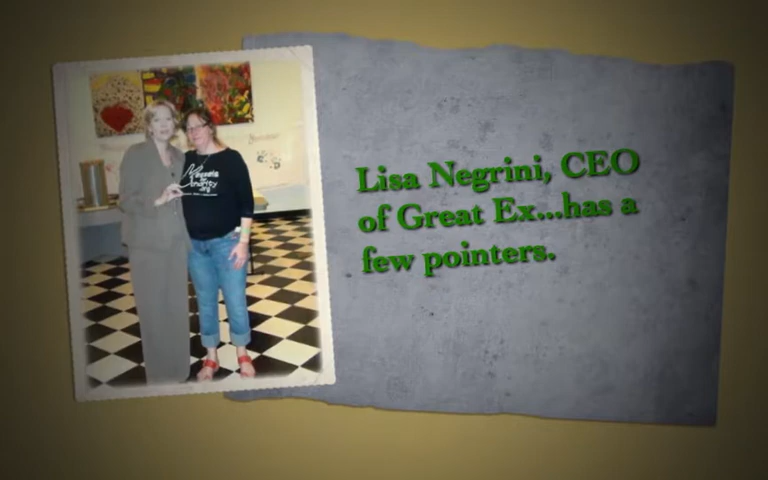 Lisa Negrini, CEO
of Great Ex...has a
few pointers.